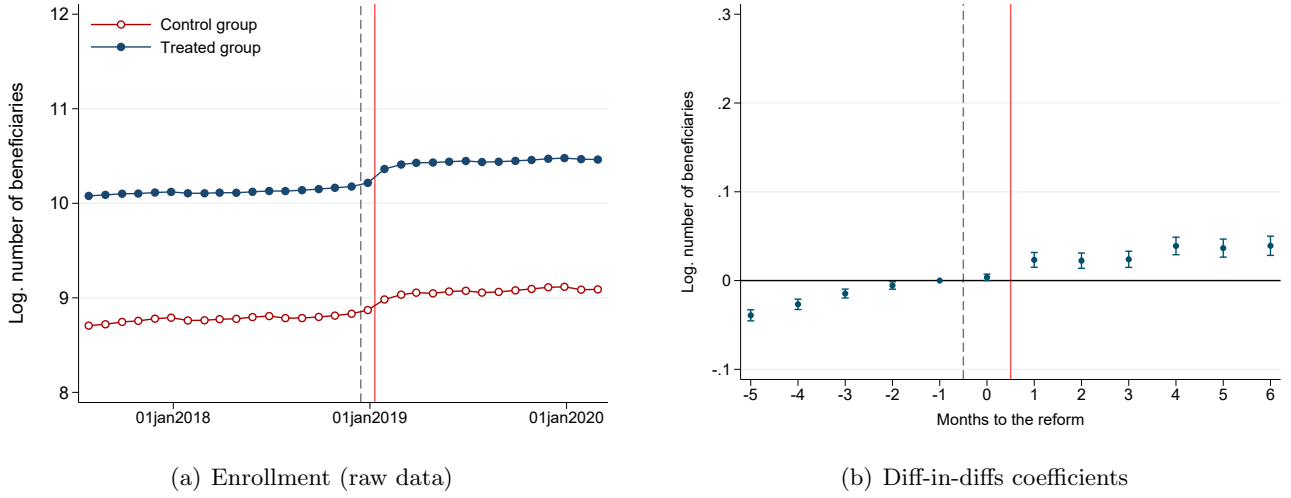 12
11
10
9
8
Log. number of beneficiaries
Control group
Treated group
01jan2018
01jan2019
01jan2020
(a) Enrollment (raw data)
.3
.2
.1
0
-.1
Log. number of beneficiaries
-5 -4 -3 -2 -1 0 1 2 3 4 5 6
Months to the reform
(b) Diff-in-diffs coefficients